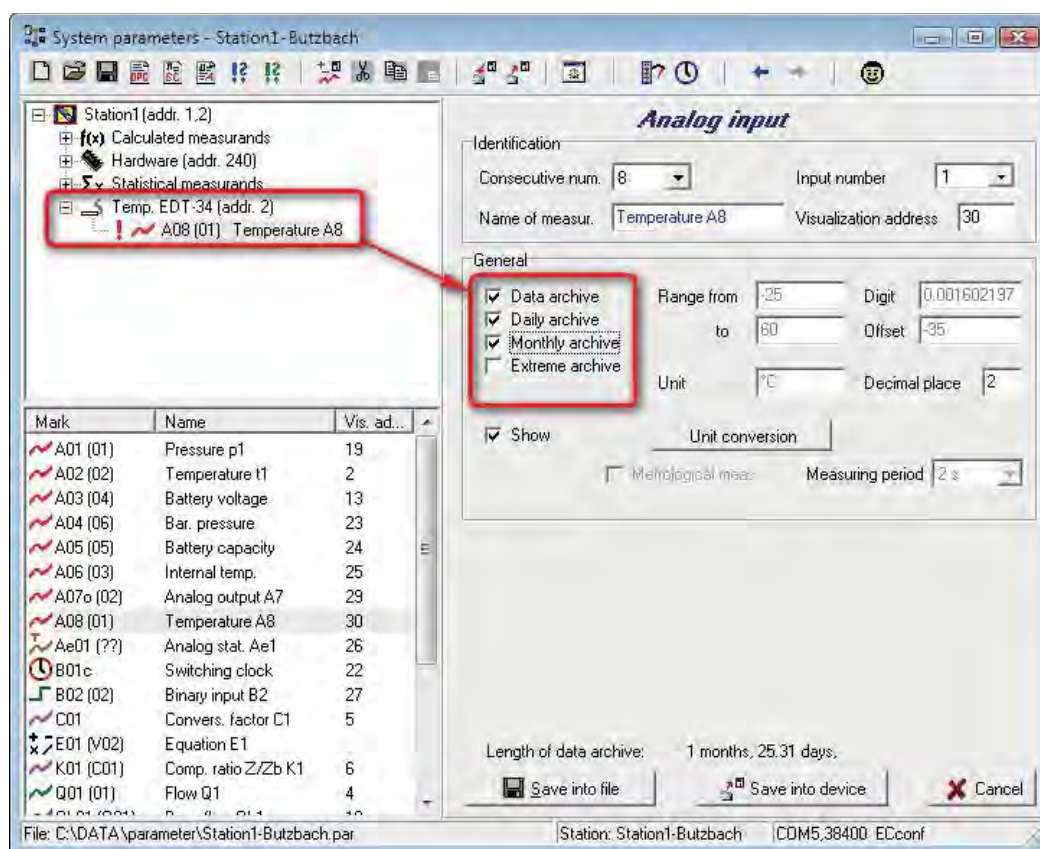 System parameters - Station1-Butzbach
Station1 (addr. 1,2)
f(x) Calculated measurands
Hardware (addr. 240)
Statistical measurands
Temp. EDT-34 (addr. 2)
A08 (01) Temperature A8
Mark Name Vis. ad...
A01 (01) Pressure p1 19
A02 (02) Temperature t1 2
A03 (04) Battery voltage 13
A04 (06) Bar. pressure 23
A05 (05) Battery capacity 24
A06 (03) Internal temp. 25
A07o (02) Analog output A7 29
A08 (01) Temperature A8 30
Ae01 (??) Analog stat. Ae1 26
B01c Switching clock 22
B02 (02) Binary input B2 27
C01 Convers. factor C1 5
E01 (V02) Equation E1
K01 (C01) Comp. ratio Z/Zb K1 6
Q01 (01) Flow Q1 4
Analog input
Identification
Consecutive num. 8 Input number 1
Name of measur. Temperature A8 Visualization address 30
General
Data archive Range from -25 Digit 0.001602197
Daily archive to 60 Offset -35
Monthly archive
Extreme archive Unit °C Decimal place 2
Show Unit conversion
Metrological meas. Measuring period 2 s
Length of data archive: 1 months, 25.31 days,
Save into file Save into device Cancel
File: C:\DATA\parameter\Station1-Butzbach.par Station: Station1-Butzbach COM5,38400 ECconf